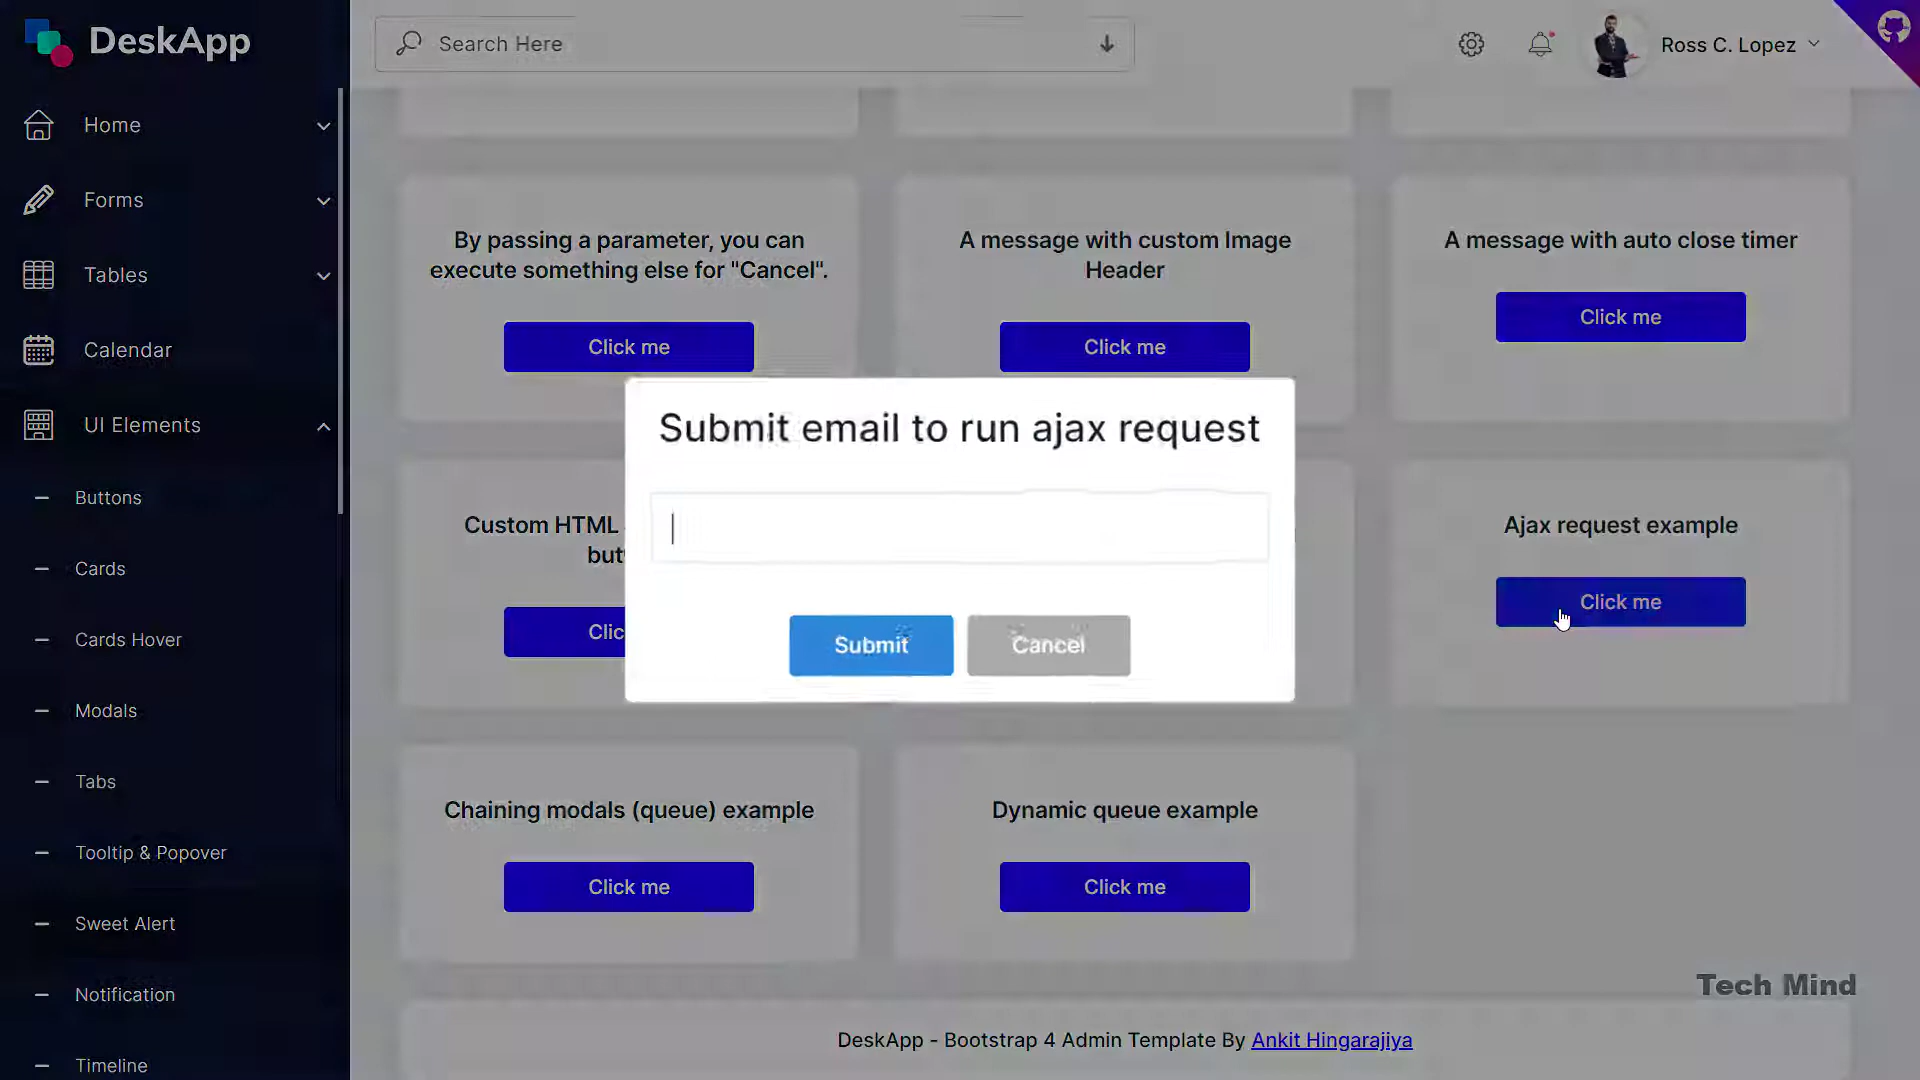 DeskApp
Search Here
Ross C. Lopez
Home
Forms
Tables
Calendar
UI Elements
Buttons
Cards
Cards Hover
Modals
Tabs
Tooltip & Popover
Sweet Alert
Notification
Timeline
By passing a parameter, you can
execute something else for "Cancel".
Click me
A message with custom Image
Header
Click me
A message with auto close timer
Click me
Custom HTML
but
Clic
Submit email to run ajax request
Submit
Cancel
Ajax request example
Click me
Chaining modals (queue) example
Click me
Dynamic queue example
Click me
Tech Mind
DeskApp - Bootstrap 4 Admin Template By Ankit Hingarajiya